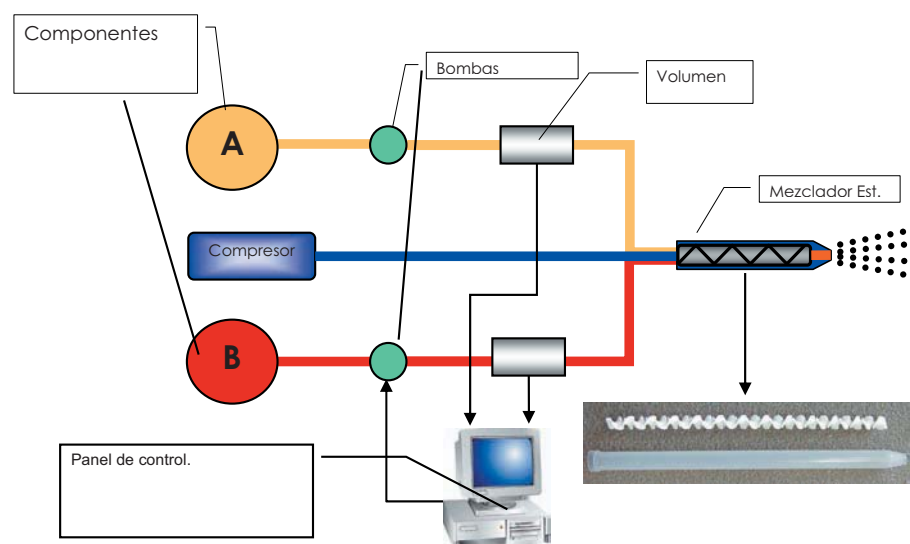 Componentes
Bombas
Volumen
A
Mezclador Est.
Compresor
B
Panel de control.